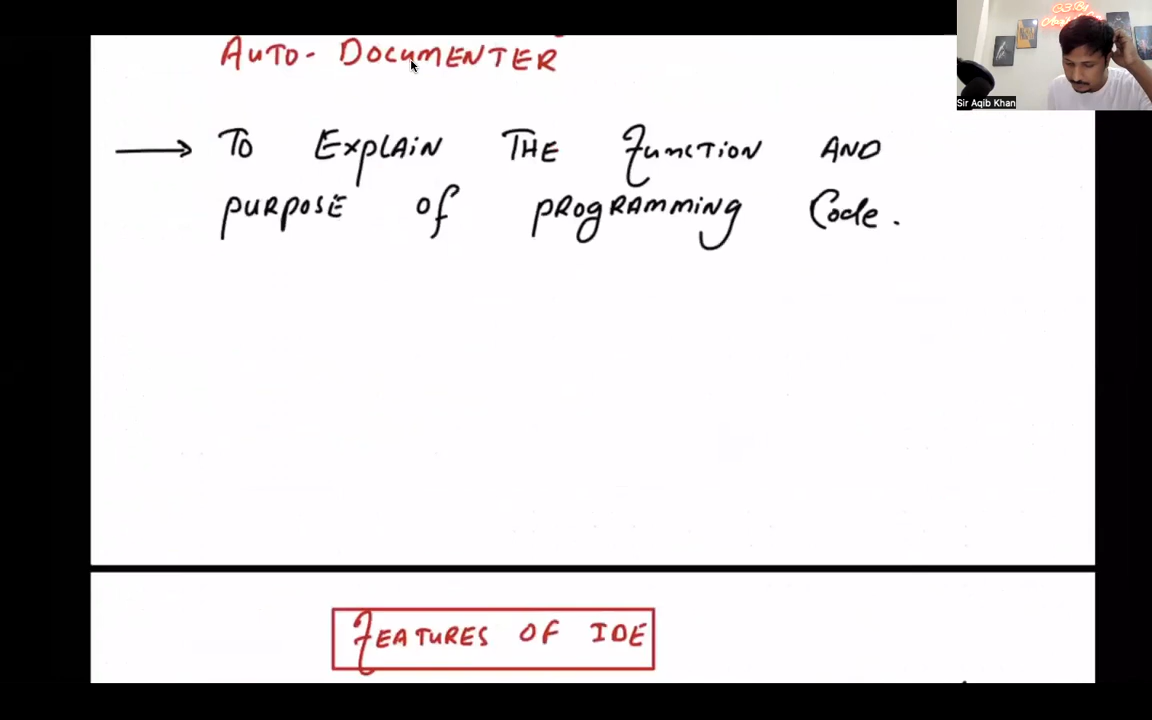 AUTO-DOCUMENTER
Sir Aqib Khan
→ TO EXPLAIN THE FUNCTION AND
PURPOSE OF PROGRAMMING Code.
FEATURES OF IDE